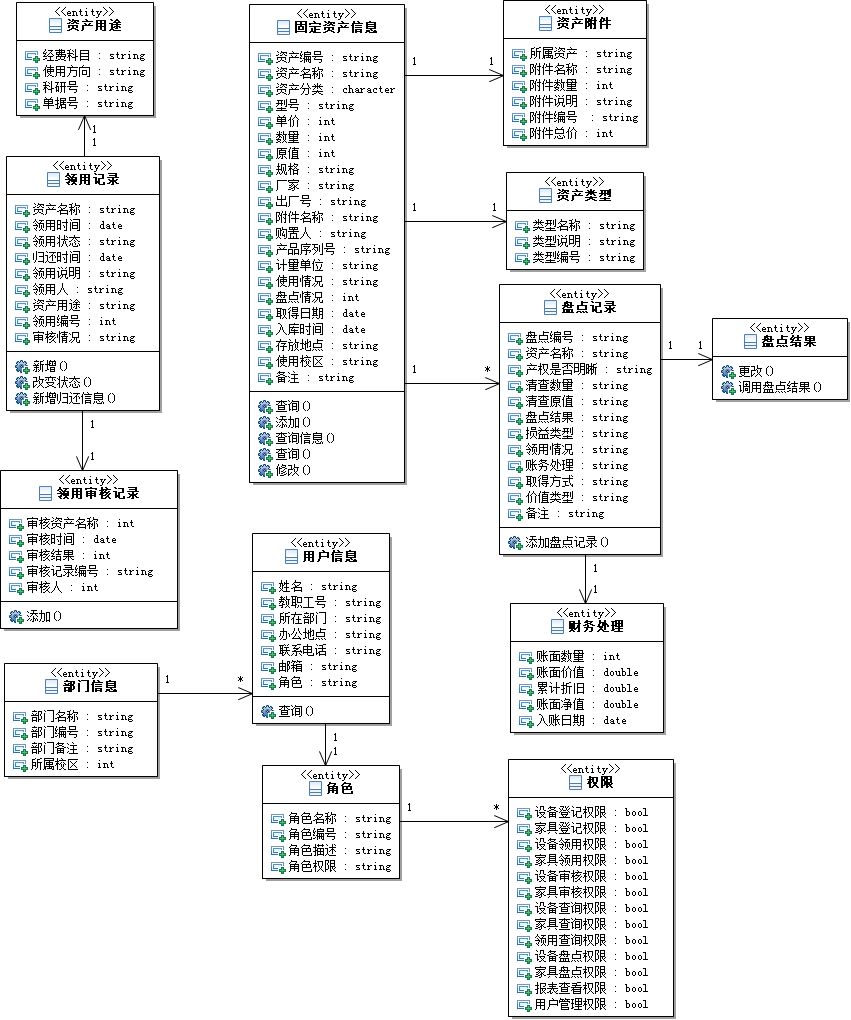 <<entity>>
资产用途
经费科目 : string
使用方向 : string
科研号 : string
单据号 : string
1
1
<<entity>>
领用记录
资产名称 : string
领用时间 : date
领用状态 : string
归还时间 : date
领用说明 : string
领用人 : string
资产用途 : string
领用编号 : int
审核情况 : string
新增()
改变状态()
新增归还信息()
1
1
<<entity>>
领用审核记录
审核资产名称 : int
审核时间 : date
审核结果 : int
审核记录编号 : string
审核人 : int
添加()
<<entity>>
固定资产信息
资产编号 : string
资产名称 : string
资产分类 : character
型号 : string
单价 : int
数量 : int
原值 : int
规格 : string
厂家 : string
出厂号 : string
附件名称 : string
购置人 : string
产品序列号 : string
计量单位 : string
使用情况 : string
盘点情况 : int
取得日期 : date
入库时间 : date
存放地点 : string
使用校区 : string
备注 : string
查询()
添加()
查询信息()
查询()
修改()
1
1
<<entity>>
资产附件
所属资产 : string
附件名称 : string
附件数量 : int
附件说明 : string
附件编号 : string
附件总价 : int
1
1
<<entity>>
资产类型
类型名称 : string
类型说明 : string
类型编号 : string
1
*
<<entity>>
盘点记录
盘点编号 : string
资产名称 : string
产权是否明晰 : string
清查数量 : string
清查原值 : string
盘点结果 : string
损益类型 : string
领用情况 : string
账务处理 : string
取得方式 : string
价值类型 : string
备注 : string
添加盘点记录()
1
1
<<entity>>
盘点结果
更改()
调用盘点结果()
1
1
<<entity>>
财务处理
账面数量 : int
账面价值 : double
累计折旧 : double
账面净值 : double
入账日期 : date
<<entity>>
部门信息
部门名称 : string
部门编号 : string
部门备注 : string
所属校区 : int
1
*
<<entity>>
用户信息
姓名 : string
教职工号 : string
所在部门 : string
办公地点 : string
联系电话 : string
邮箱 : string
角色 : string
查询()
1
1
<<entity>>
角色
角色名称 : string
角色编号 : string
角色描述 : string
角色权限 : string
1
*
<<entity>>
权限
设备登记权限 : bool
家具登记权限 : bool
设备领用权限 : bool
家具领用权限 : bool
设备审核权限 : bool
家具审核权限 : bool
设备查询权限 : bool
家具查询权限 : bool
领用查询权限 : bool
设备盘点权限 : bool
家具盘点权限 : bool
报表查看权限 : bool
用户管理权限 : bool